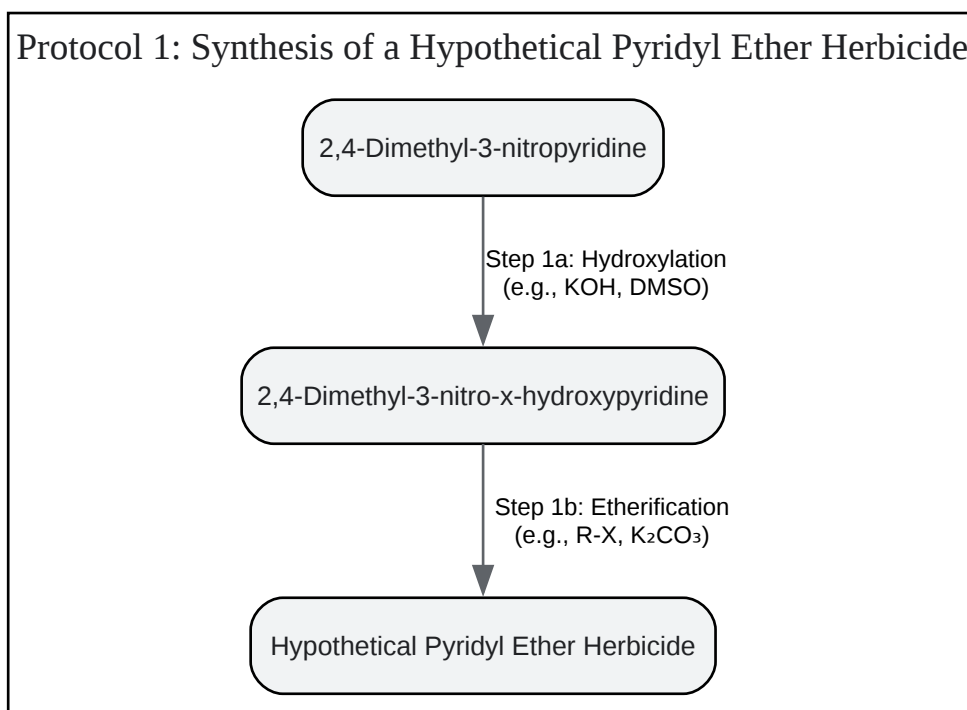 Protocol 1: Synthesis of a Hypothetical Pyridyl Ether Herbicide
2,4-Dimethyl-3-nitropyridine
Step 1a: Hydroxylation
(e.g., KOH, DMSO)
2,4-Dimethyl-3-nitro-x-hydroxypyridine
Step 1b: Etherification
(e.g., R-X, K₂CO₃)
Hypothetical Pyridyl Ether Herbicide